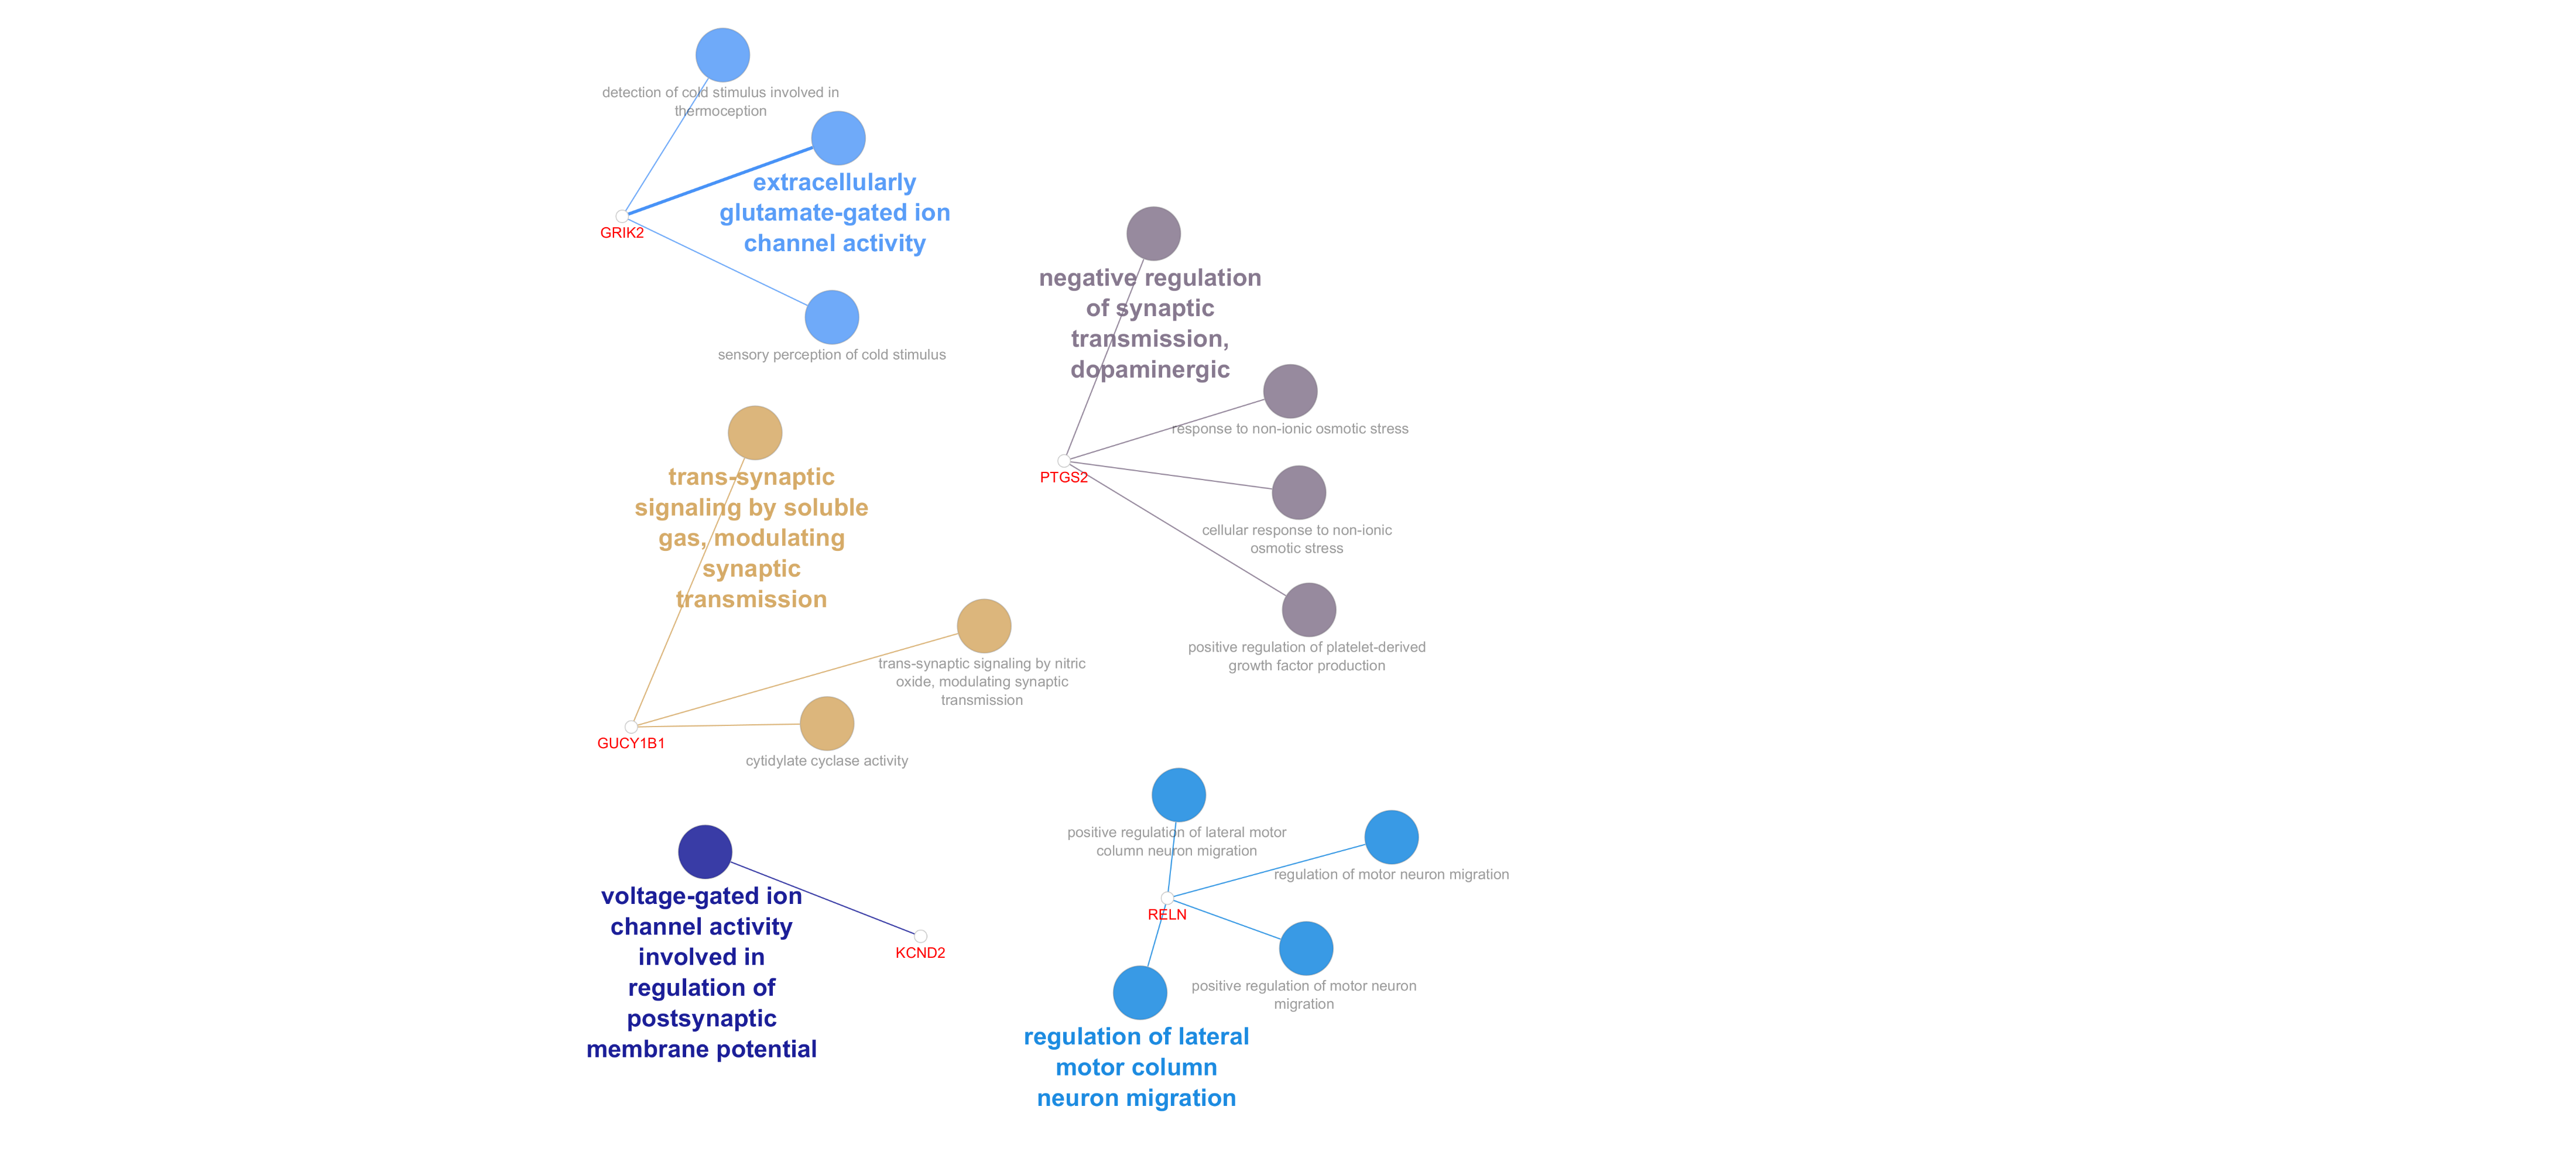 detection of cold stimulus involved in
thermoception
extracellularly
glutamate-gated ion
channel activity
GRIK2
sensory perception of cold stimulus
negative regulation
of synaptic
transmission,
dopaminergic
response to non-ionic osmotic stress
PTGS2
cellular response to non-ionic
osmotic stress
positive regulation of platelet-derived
growth factor production
trans-synaptic
signaling by soluble
gas, modulating
synaptic
transmission
trans-synaptic signaling by nitric
oxide, modulating synaptic
transmission
GUCY1B1
cytidylate cyclase activity
voltage-gated ion
channel activity
involved in
regulation of
postsynaptic
membrane potential
KCND2
positive regulation of lateral motor
column neuron migration
regulation of motor neuron migration
RELN
positive regulation of motor neuron
migration
regulation of lateral
motor column
neuron migration